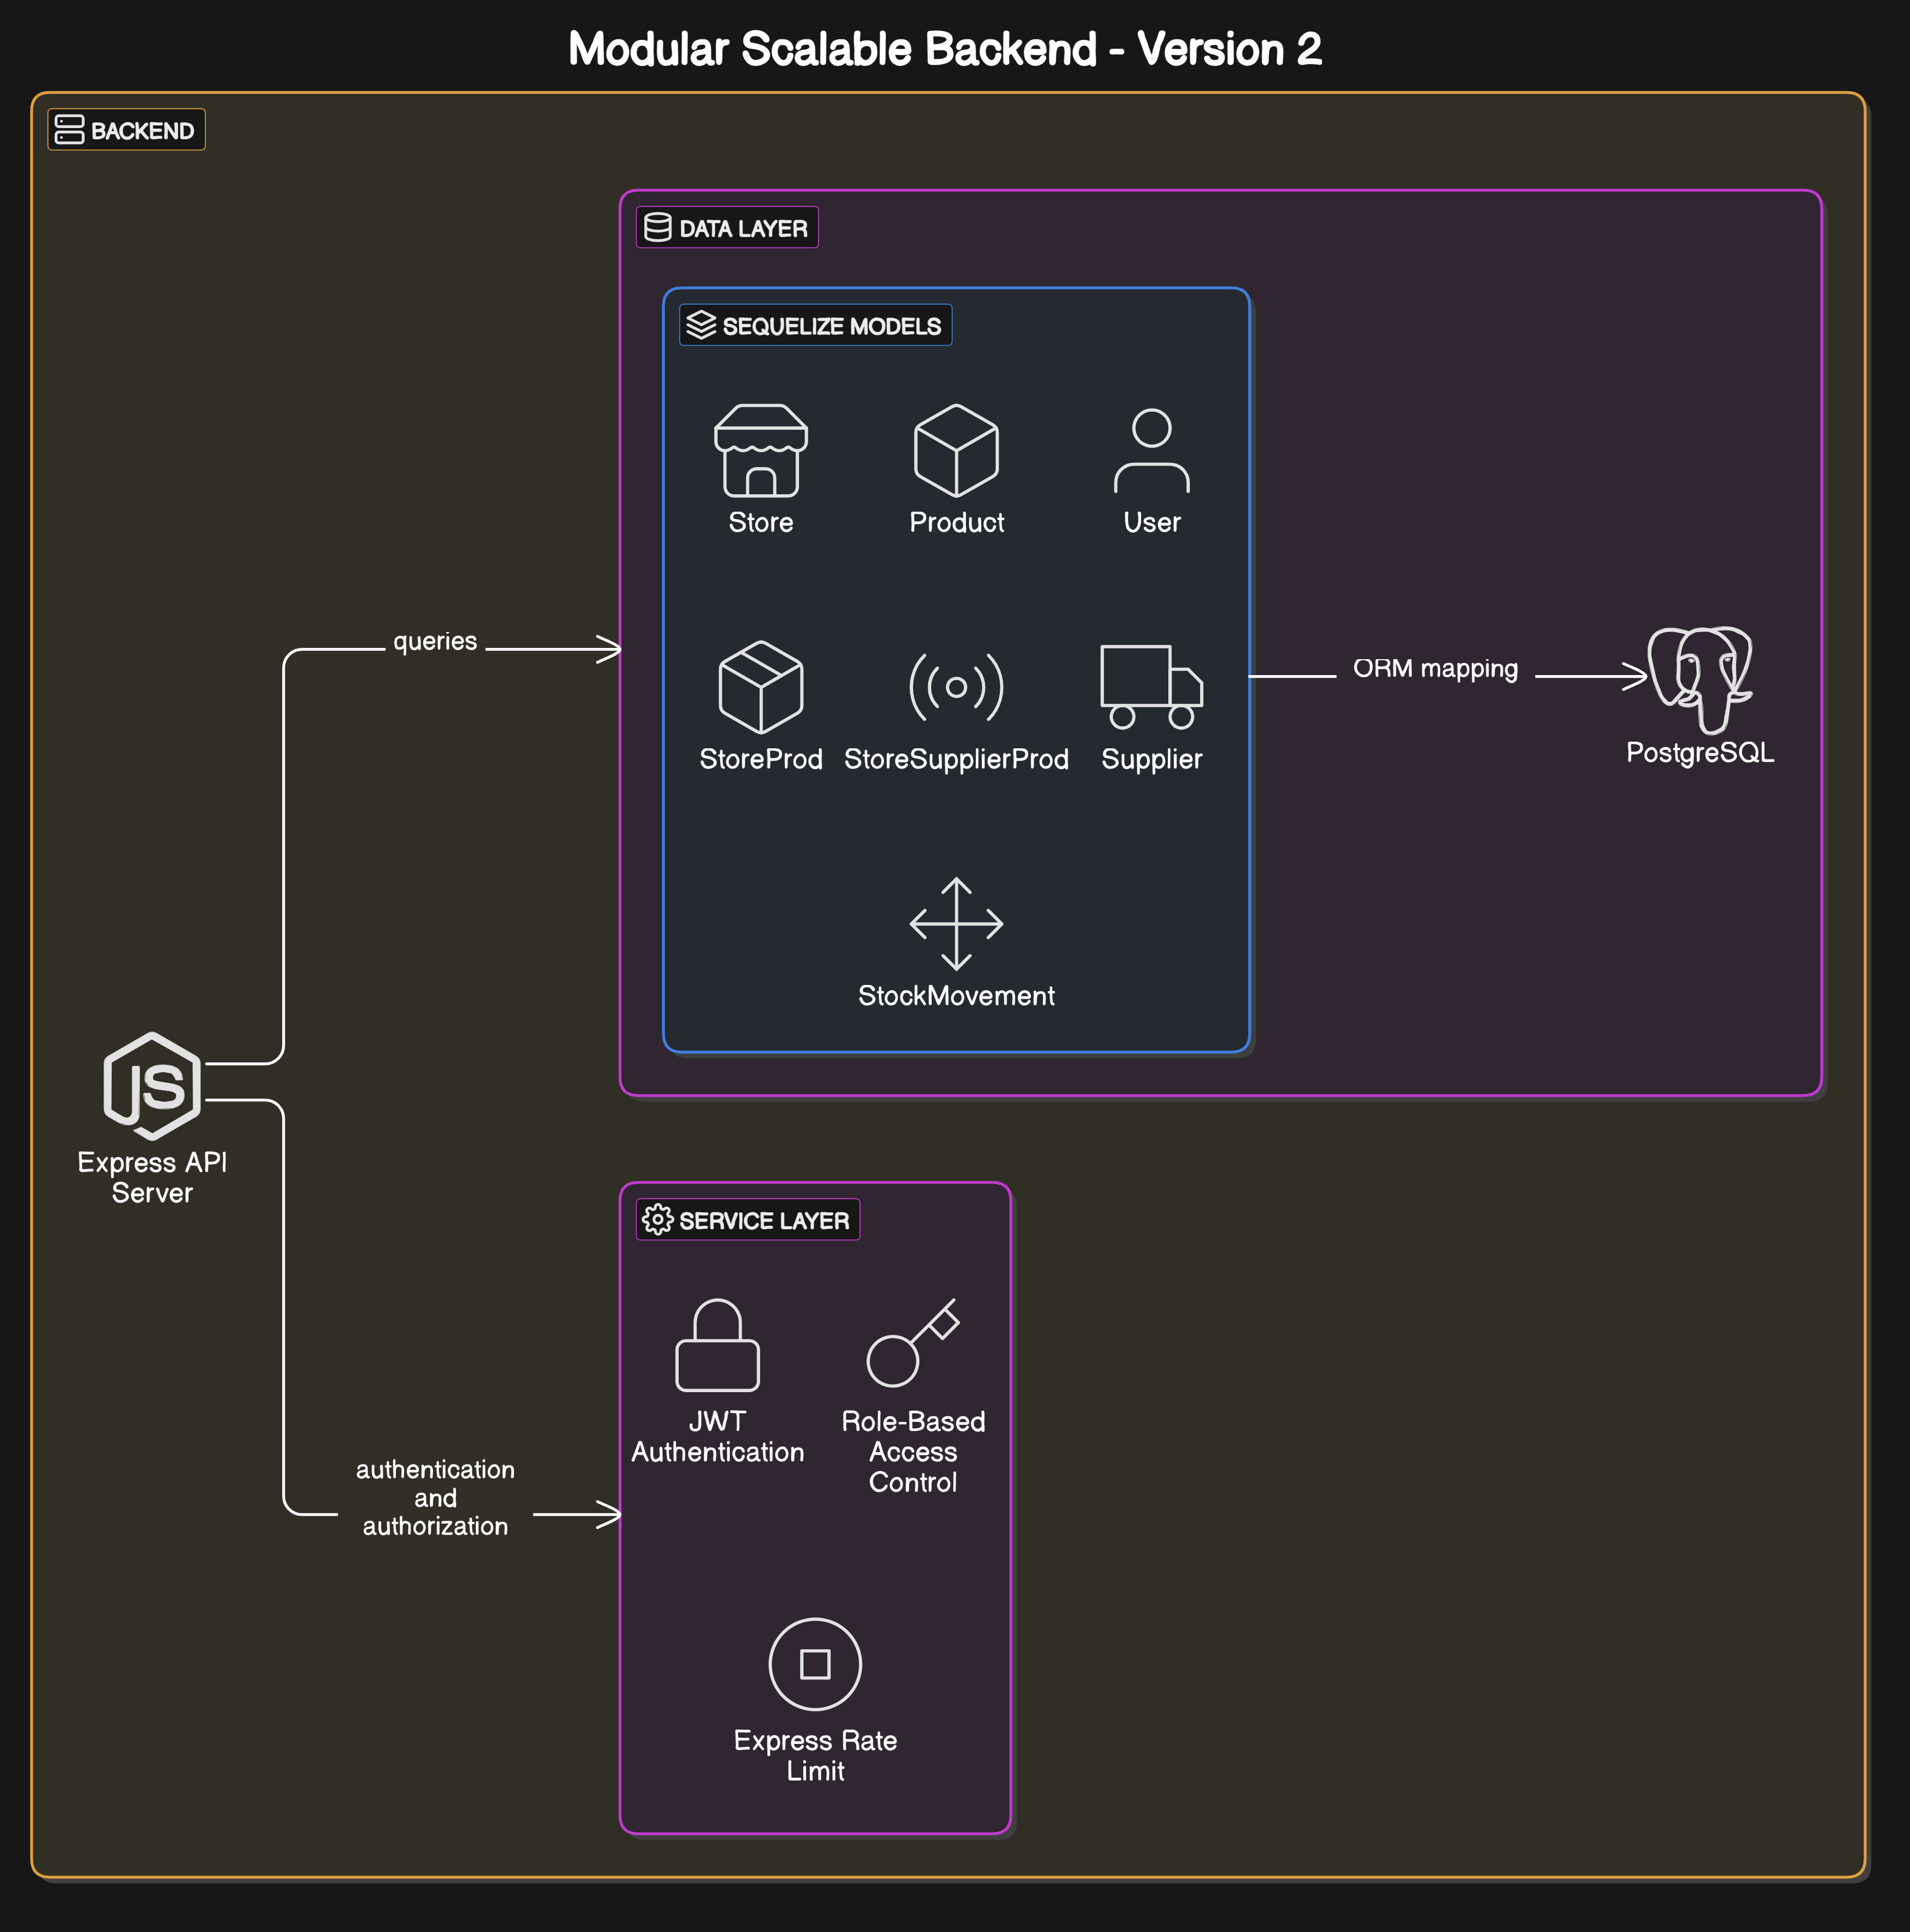 Modular Scalable Backend - Version 2
BACKEND
DATA LAYER
SEQUELIZE MODELS
Store
Product
User
queries
ORM mapping
StoreProd
StoreSupplierProd
Supplier
PostgreSQL
StockMovement
JS
Express API
Server
SERVICE LAYER
JWT
Authentication
Role-Based
Access
Control
authentication
and
authorization
Express Rate
Limit